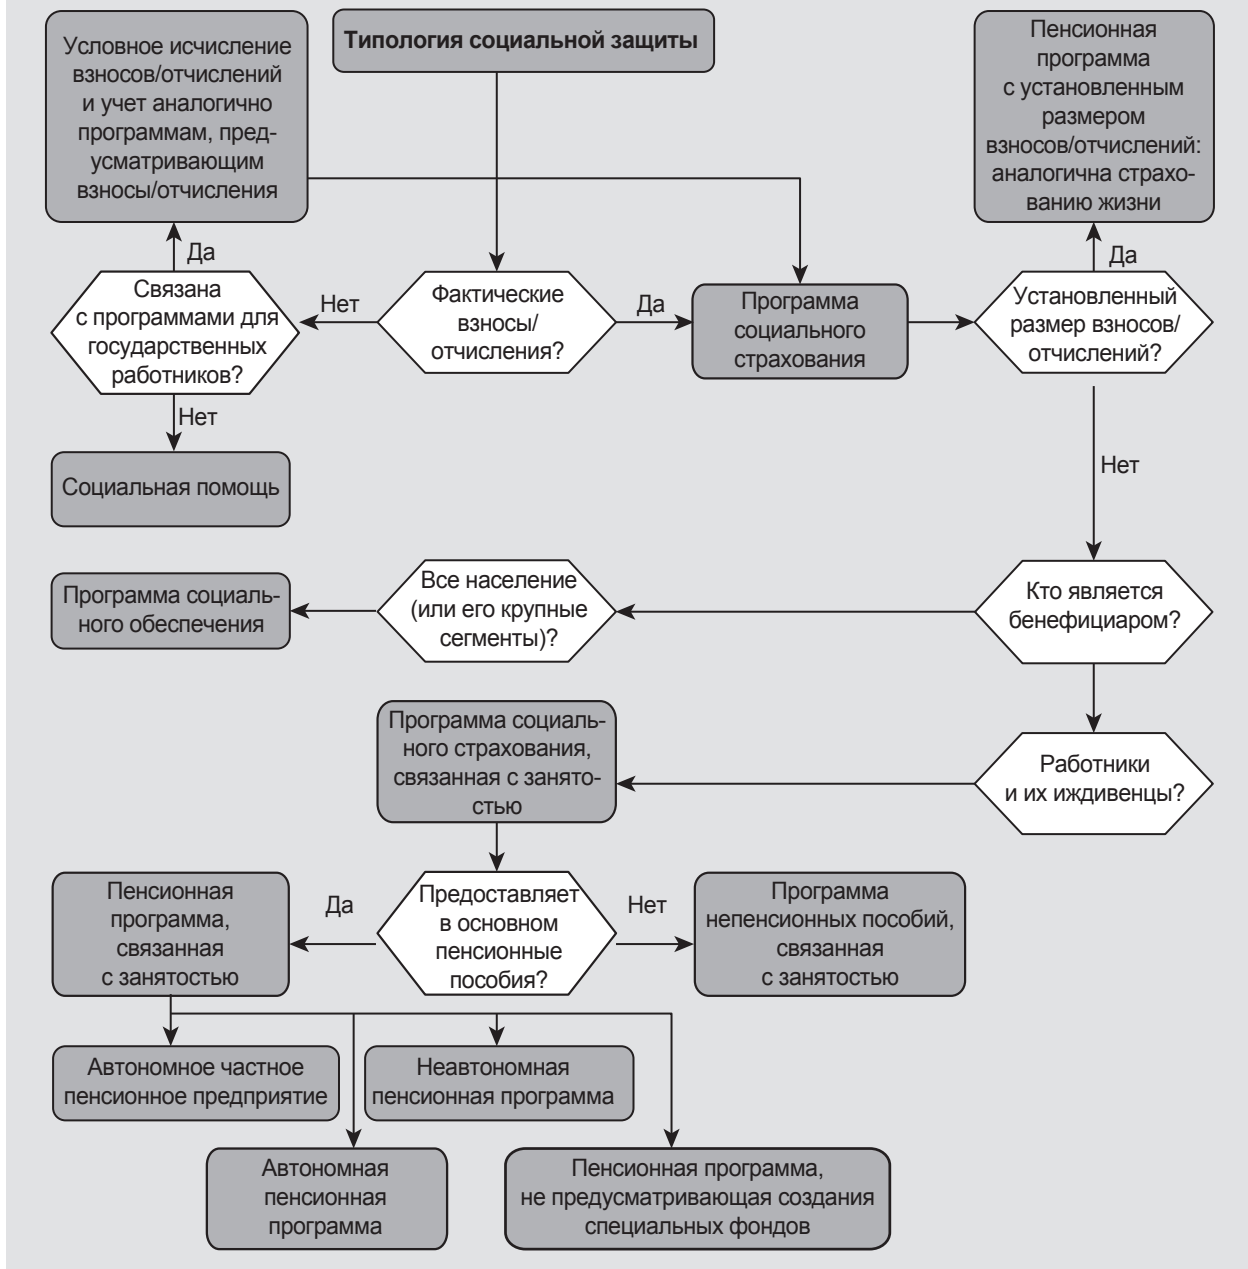 Типология социальной защиты
Условное исчисление
взносов/отчислений
и учет аналогично
программам, пред-
усматривающим
взносы/отчисления
Пенсионная
программа
с установленным
размером
взносов/отчислений:
аналогична страхо-
ванию жизни
Да
Да
Связана
с программами для
государственных
работников?
Нет
Фактические
взносы/
отчисления?
Да
Программа
социального
страхования
Установленный
размер взносов/
отчислений?
Нет
Нет
Социальная помощь
Программа социаль-
ного обеспечения
Все население
(или его крупные
сегменты)?
Кто является
бенефициаром?
Программа социаль-
ного страхования,
связанная с занято-
стью
Работники
и их иждивенцы?
Пенсионная
программа,
связанная
с занятостью
Да
Предоставляет
в основном
пенсионные
пособия?
Нет
Программа
непенсионных пособий,
связанная
с занятостью
Автономное частное
пенсионное предприятие
Неавтономная
пенсионная программа
Автономная
пенсионная
программа
Пенсионная программа,
не предусматривающая создания
специальных фондов